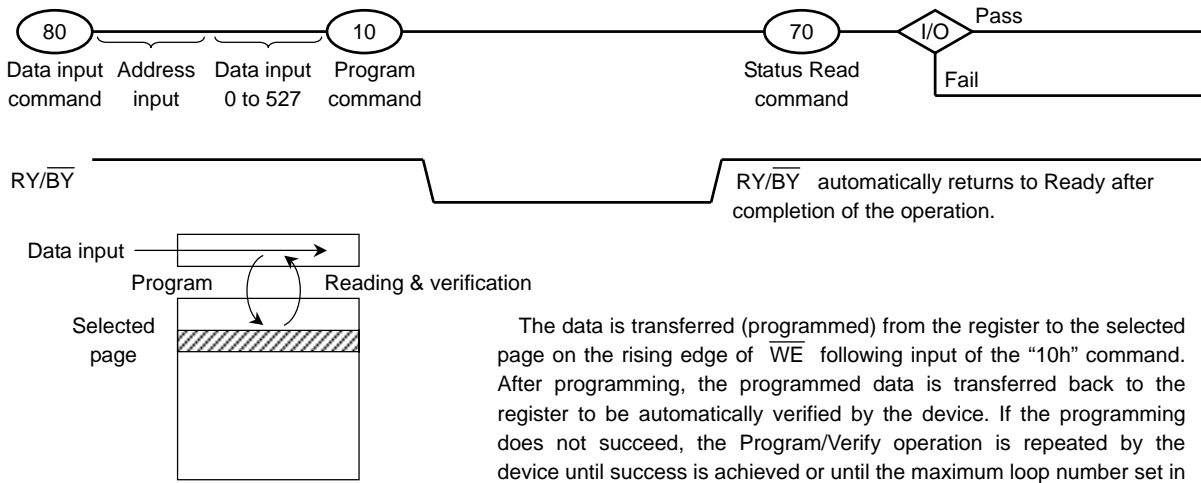 80
10
70
I/O
Pass
Fail
Data input
command
Address
input
Data input
0 to 527
Program
command
Status Read
command
RY/BY
RY/BY automatically returns to Ready after
completion of the operation.
Data input
Program
Reading & verification
Selected
page
The data is transferred (programmed) from the register to the selected
page on the rising edge of WE following input of the “10h” command.
After programming, the programmed data is transferred back to the
register to be automatically verified by the device. If the programming
does not succeed, the Program/Verify operation is repeated by the
device until success is achieved or until the maximum loop number set in